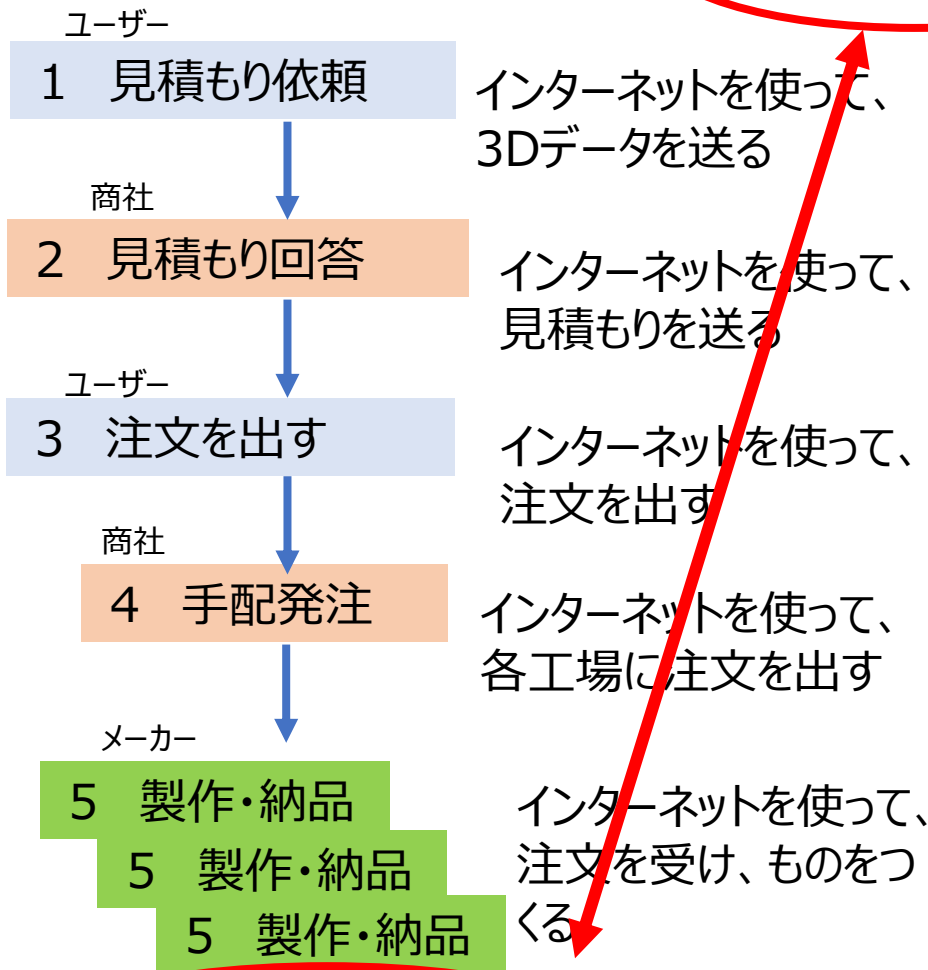 ユーザー
1 見積もり依頼
インターネットを使って、
3Dデータを送る
商社
2 見積もり回答
インターネットを使って、
見積もりを送る
ユーザー
3 注文を出す
インターネットを使って、
注文を出す
商社
4 手配発注
インターネットを使って、
各工場に注文を出す
メーカー
5 製作・納品
5 製作・納品
5 製作・納品
インターネットを使って、
注文を受け、ものをつ
くる